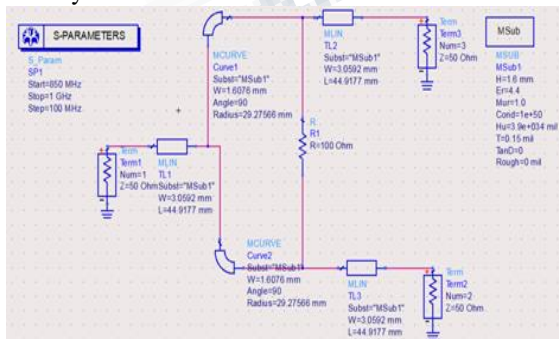 S-PARAMETERS
S_Param
SP1
Start=850 MHz
Stop=1 GHz
Step=100 MHz
MCURVE
Curve1
Subst="MSub1"
W=1.6076 mm
Angle=90
Radius=29.27566 mm
MLIN
TL2
Subst="MSub1"
W=3.0592 mm
L=44.9177 mm
Term
Term3
Num=3
Z=50 Ohm
MSub
MSUB
MSub1
H=1.6 mm
Er=4.4
Mur=1.0
Cond=1e+50
Hu=3.9e+034 mil
T=0.15 mil
TanD=0
Rough=0 mil
R
R1
R=100 Ohm
Term
Term1
Num=1
Z=50 Ohm
MLIN
TL1
Subst="MSub1"
W=3.0592 mm
L=44.9177 mm
MCURVE
Curve2
Subst="MSub1"
W=1.6076 mm
Angle=90
Radius=29.27566 mm
MLIN
TL3
Subst="MSub1"
W=3.0592 mm
L=44.9177 mm
Term
Term2
Num=2
Z=50 Ohm